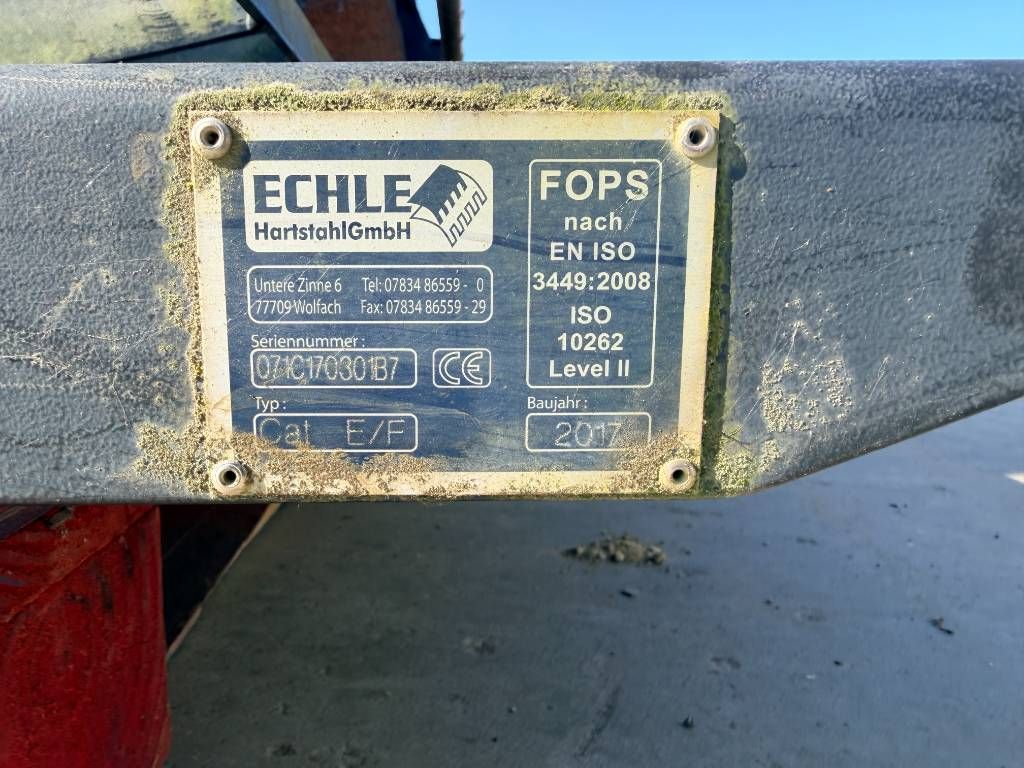 ECHLE
HartstahlGmbH
Untere Zinne 6 Tel: 07834 86559 - 0
77709 Wolfach Fax: 07834 86559 - 29
Seriennummer:
071C170301B7
CE
Typ:
Cat E/F
FOPS
nach
EN ISO
3449:2008
ISO
10262
Level II
Baujahr:
2017